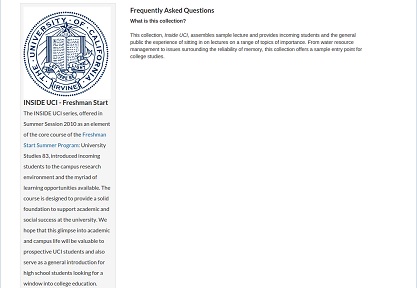 THE UNIVERSITY OF CALIFORNIA
IRVINE
INSIDE UCI - Freshman Start
The INSIDE UCI series, offered in
Summer Session 2010 as an element
of the core course of the Freshman
Start Summer Program: University
Studies 83, introduced incoming
students to the campus research
environment and the myriad of
learning opportunities available. The
course is designed to provide a solid
foundation to support academic and
social success at the university. We
hope that this glimpse into academic
and campus life will be valuable to
prospective UCI students and also
serve as a general introduction for
high school students looking for a
window into college education.
Frequently Asked Questions
What is this collection?
This collection, Inside UCI, assembles sample lecture and provides incoming students and the general
public the experience of sitting in on lectures on a range of topics of importance. From water resource
management to issues surrounding the reliability of memory, this collection offers a sample entry point for
college studies.